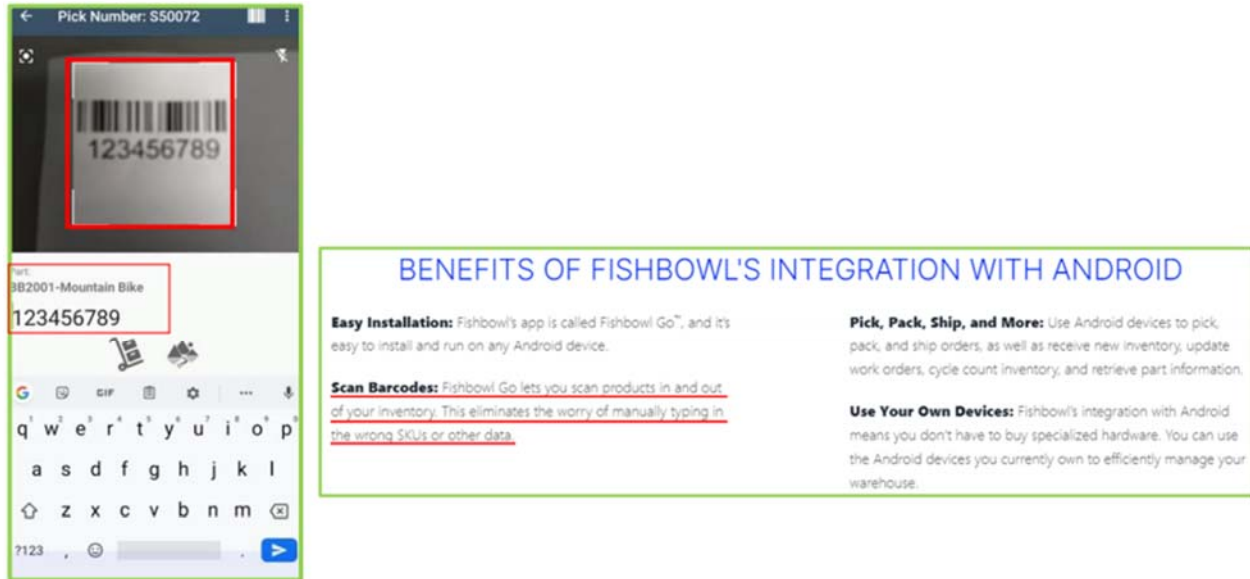 Pick Number: S50072
123456789
Part:
BB2001-Mountain Bike
123456789
GIF
q w e r t y u i o p
a s d f g h j k l
z x c v b n m
?123 , .
BENEFITS OF FISHBOWL'S INTEGRATION WITH ANDROID
Easy Installation: Fishbowl's app is called Fishbowl Go™, and it's
easy to install and run on any Android device.
Scan Barcodes: Fishbowl Go lets you scan products in and out
of your inventory. This eliminates the worry of manually typing in
the wrong SKUs or other data.
Pick, Pack, Ship, and More: Use Android devices to pick,
pack, and ship orders, as well as receive new inventory, update
work orders, cycle count inventory, and retrieve part information.
Use Your Own Devices: Fishbowl's integration with Android
means you don't have to buy specialized hardware. You can use
the Android devices you currently own to efficiently manage your
warehouse.